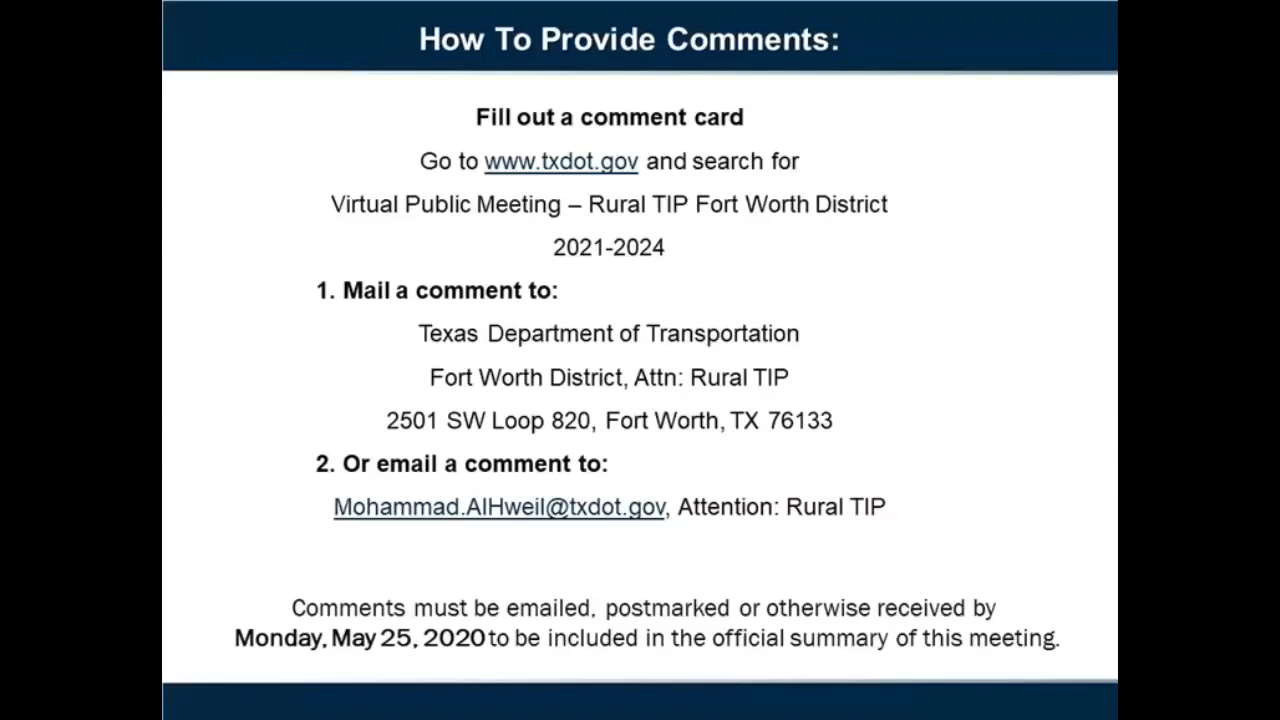 How To Provide Comments:
Fill out a comment card
Go to www.txdot.gov and search for
Virtual Public Meeting – Rural TIP Fort Worth District
2021-2024
1. Mail a comment to:
Texas Department of Transportation
Fort Worth District, Attn: Rural TIP
2501 SW Loop 820, Fort Worth, TX 76133
2. Or email a comment to:
Mohammad.AlHweil@txdot.gov, Attention: Rural TIP
Comments must be emailed, postmarked or otherwise received by
Monday, May 25, 2020 to be included in the official summary of this meeting.